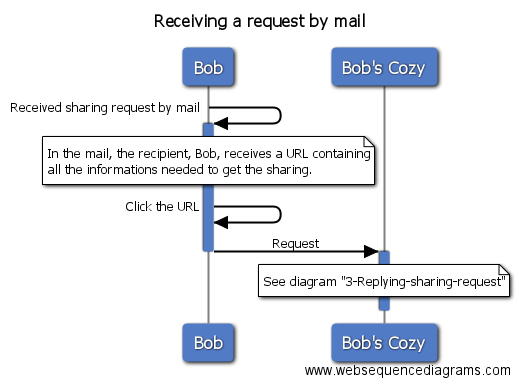 Receiving a request by mail
Bob
Bob's Cozy
Received sharing request by mail
In the mail, the recipient, Bob, receives a URL containing
all the informations needed to get the sharing.
Click the URL
Request
See diagram "3-Replying-sharing-request"
Bob
Bob's Cozy
www.websequencediagrams.com